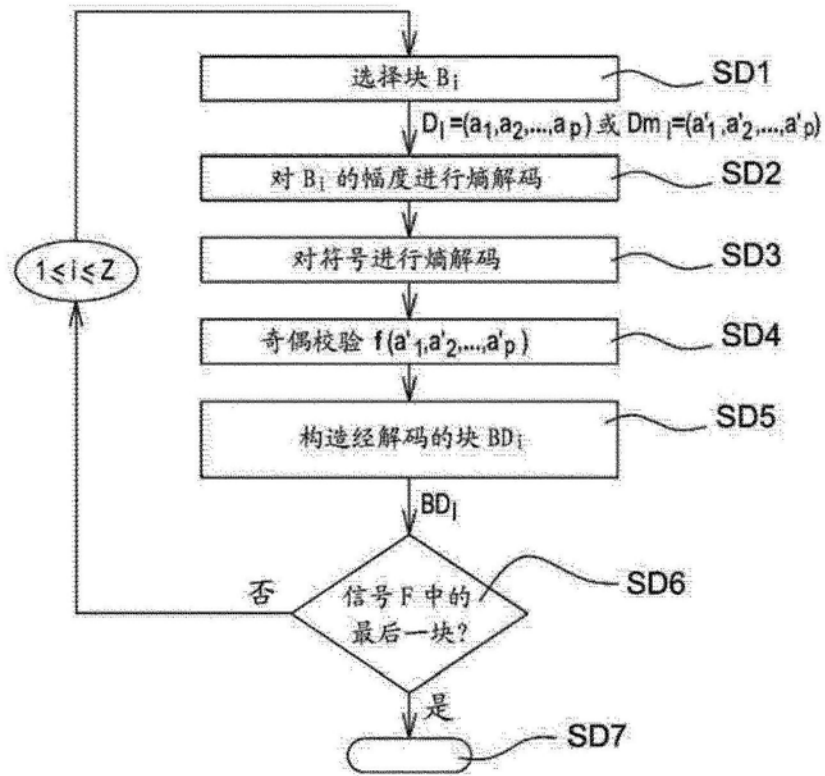 选择块 Bi
SD1
Di=(a1,a2,...,ap) 或 Dmi=(a'1,a'2,...,a'p)
对 Bi 的幅度进行熵解码
SD2
对符号进行熵解码
SD3
1≤i≤Z
奇偶校验 f(a'1,a'2,...,a'p)
SD4
构造经解码的块 BDi
SD5
BDi
信号 F 中的
最后一块?
SD6
否
是
SD7